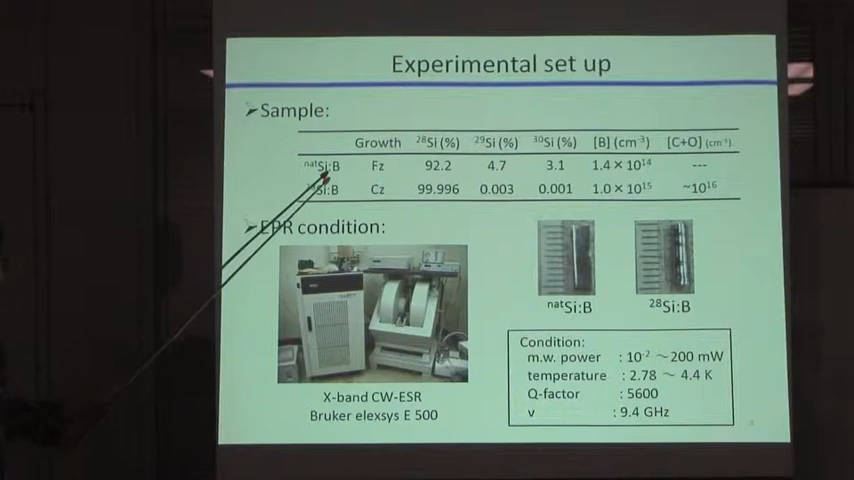 Experimental set up
➢Sample:
Growth ²⁸Si (%) ²⁹Si (%) ³⁰Si (%) [B] (cm⁻³) [C+O] (cm⁻³)
ⁿᵃᵗSi:B Fz 92.2 4.7 3.1 1.4 × 10¹⁴ ---
Si:B Cz 99.996 0.003 0.001 1.0 × 10¹⁵ ~10¹⁶
➢EPR condition:
ⁿᵃᵗSi:B ²⁸Si:B
Condition:
m.w. power : 10⁻² ～200 mW
temperature : 2.78 ～ 4.4 K
Q-factor : 5600
ν : 9.4 GHz
X-band CW-ESR
Bruker elexsys E 500